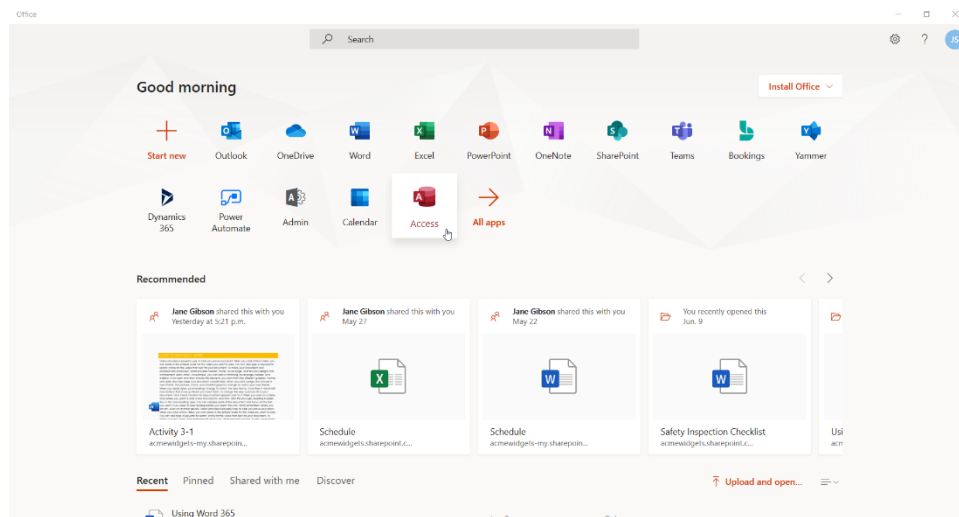 Office
Search
JS
Good morning
Install Office
Start new
Outlook
OneDrive
Word
Excel
PowerPoint
OneNote
SharePoint
Teams
Bookings
Yammer
Dynamics
365
Power
Automate
Admin
Calendar
Access
All apps
Recommended
Jane Gibson shared this with you
Yesterday at 5:21 p.m.
Activity 3-1
acmewidgets-my.sharepoin...
Jane Gibson shared this with you
May 27
Schedule
acmewidgets.sharepoint.c...
Jane Gibson shared this with you
May 22
Schedule
acmewidgets.sharepoint.c...
You recently opened this
Jun. 9
Safety Inspection Checklist
acmewidgets.sharepoint.c...
Usi
acm
Recent Pinned Shared with me Discover
Upload and open...
Using Word 365